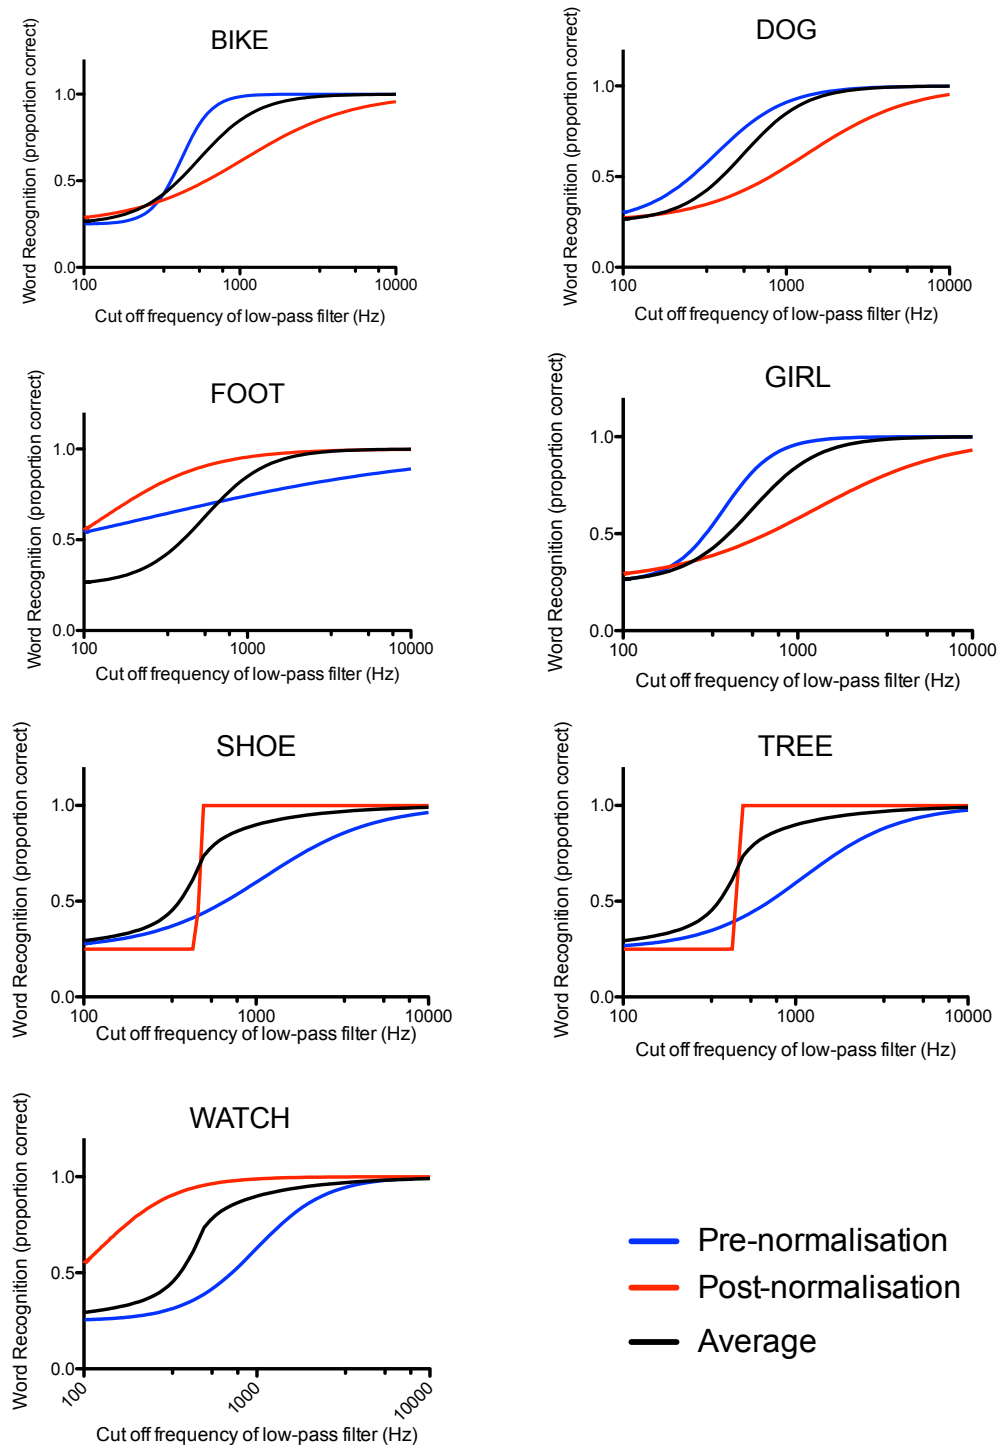 BIKE
Word Recognition (proportion correct)
1.0
0.5
0.0
100
1000
10000
Cut off frequency of low-pass filter (Hz)
DOG
Word Recognition (proportion correct)
1.0
0.5
0.0
100
1000
10000
Cut off frequency of low-pass filter (Hz)
FOOT
Word Recognition (proportion correct)
1.0
0.5
0.0
100
1000
10000
Cut off frequency of low-pass filter (Hz)
GIRL
Word Recognition (proportion correct)
1.0
0.5
0.0
100
1000
10000
Cut off frequency of low-pass filter (Hz)
SHOE
Word Recognition (proportion correct)
1.0
0.5
0.0
100
1000
10000
Cut off frequency of low-pass filter (Hz)
TREE
Word Recognition (proportion correct)
1.0
0.5
0.0
100
1000
10000
Cut off frequency of low-pass filter (Hz)
WATCH
Word Recognition (proportion correct)
1.0
0.5
0.0
100
1000
10000
Cut off frequency of low-pass filter (Hz)
Pre-normalisation
Post-normalisation
Average